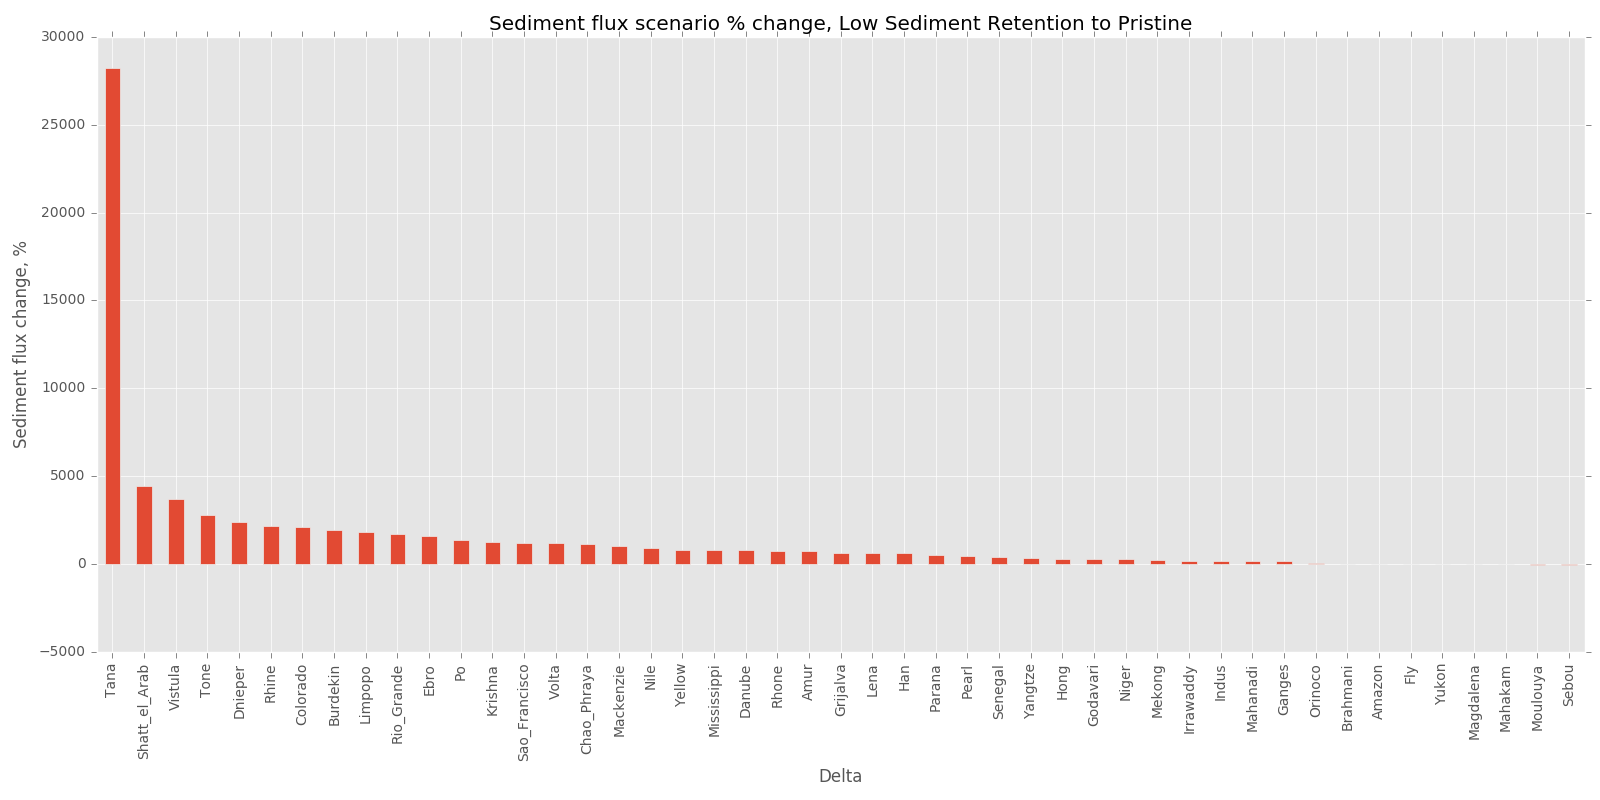 Sediment flux scenario % change, Low Sediment Retention to Pristine
30000
25000
20000
15000
10000
5000
0
−5000
Sediment flux change, %
Tana
Shatt_el_Arab
Vistula
Tone
Dnieper
Rhine
Colorado
Burdekin
Limpopo
Rio_Grande
Ebro
Po
Krishna
Sao_Francisco
Volta
Chao_Phraya
Mackenzie
Nile
Yellow
Mississippi
Danube
Rhone
Amur
Grijalva
Lena
Han
Parana
Pearl
Senegal
Yangtze
Hong
Godavari
Niger
Mekong
Irrawaddy
Indus
Mahanadi
Ganges
Orinoco
Brahmani
Amazon
Fly
Yukon
Magdalena
Mahakam
Moulouya
Sebou
Delta